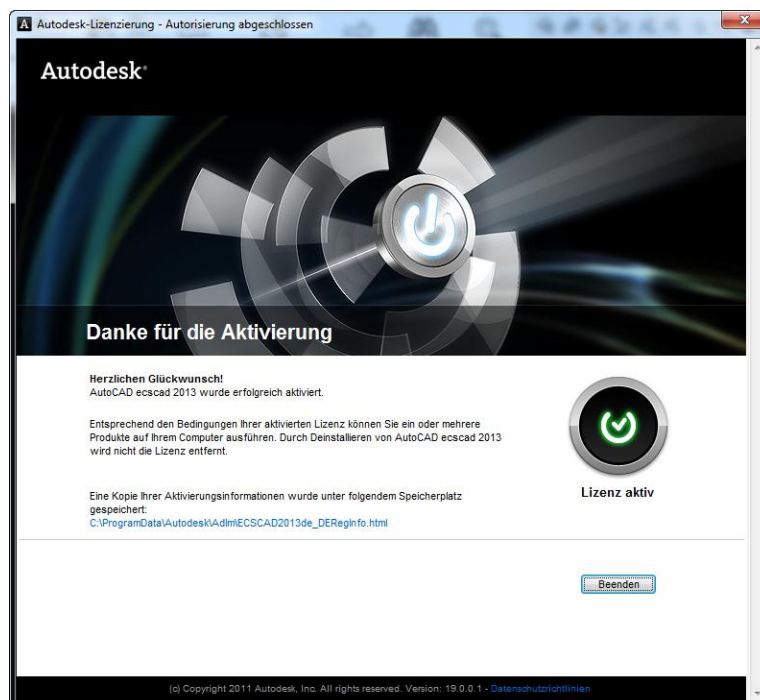 Autodesk-Lizenzierung - Autorisierung abgeschlossen
Autodesk®
Danke für die Aktivierung
Herzlichen Glückwunsch!
AutoCAD ecscad 2013 wurde erfolgreich aktiviert.
Entsprechend den Bedingungen Ihrer aktivierten Lizenz können Sie ein oder mehrere
Produkte auf Ihrem Computer ausführen. Durch Deinstallieren von AutoCAD ecscad 2013
wird nicht die Lizenz entfernt.
Lizenz aktiv
Eine Kopie Ihrer Aktivierungsinformationen wurde unter folgendem Speicherplatz
gespeichert:
C:\ProgramData\Autodesk\Adlm\ECSCAD2013de_DERegInfo.html
Beenden
(c) Copyright 2011 Autodesk, Inc. All rights reserved. Version: 19.0.0.1 - Datenschutzrichtlinien